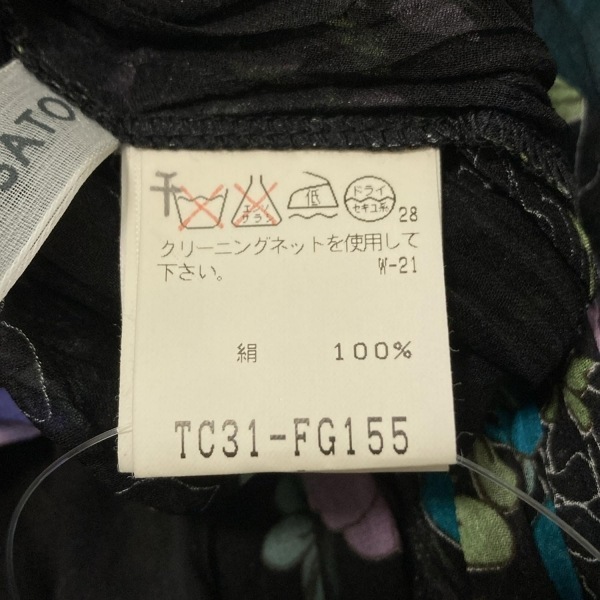 SATO
千
エンソ
サラシ
低
ドライ
セキユ系
28
クリーニングネットを使用して
下さい。
W-21
絹 100%
TC31-FG155